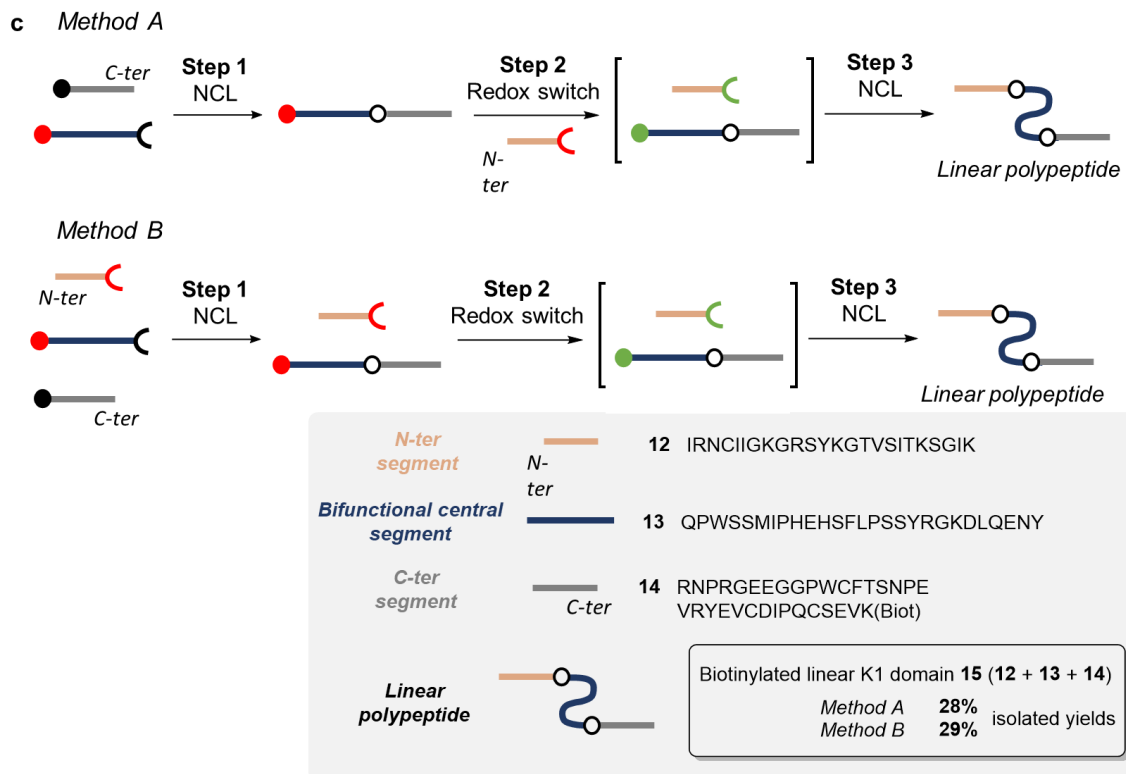 c
Method A
C-ter
Step 1
NCL
Step 2
Redox switch
N-
ter
Step 3
NCL
Linear polypeptide
Method B
N-ter
C-ter
Step 1
NCL
Step 2
Redox switch
Step 3
NCL
Linear polypeptide
N-ter
segment
N-
ter
12 IRNCIIGKGRSYKGTVSITKSGIK
Bifunctional central
segment
13 QPWSSMIPHEHSFLPSSYRGKDLQENY
C-ter
segment
C-ter
14 RNPRGEEGGPWCFTSNPE
VRYEVCDIPQCSEVK(Biot)
Linear
polypeptide
Biotinylated linear K1 domain 15 (12 + 13 + 14)
Method A 28%
Method B 29%
isolated yields